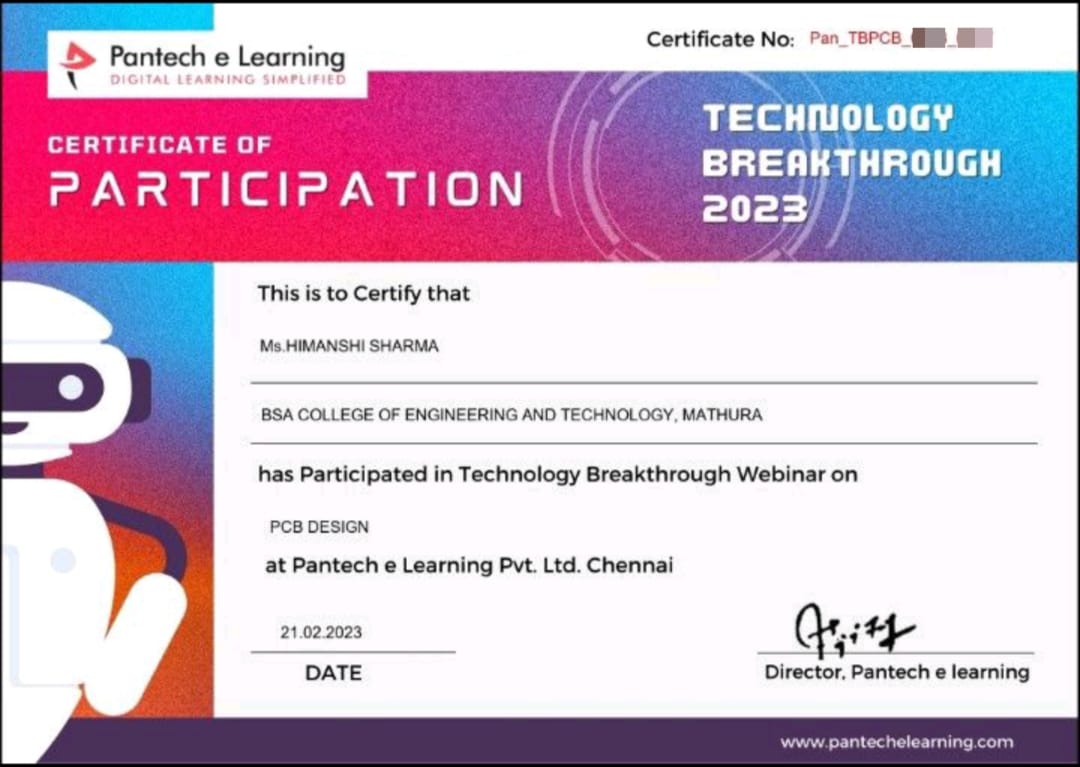 Pantech e Learning
DIGITAL LEARNING SIMPLIFIED
Certificate No: Pan_TBPCB_
CERTIFICATE OF
PARTICIPATION
TECHNOLOGY
BREAKTHROUGH
2023
This is to Certify that
Ms.HIMANSHI SHARMA
BSA COLLEGE OF ENGINEERING AND TECHNOLOGY, MATHURA
has Participated in Technology Breakthrough Webinar on
PCB DESIGN
at Pantech e Learning Pvt. Ltd. Chennai
21.02.2023
DATE
Director, Pantech e learning
www.pantechelearning.com